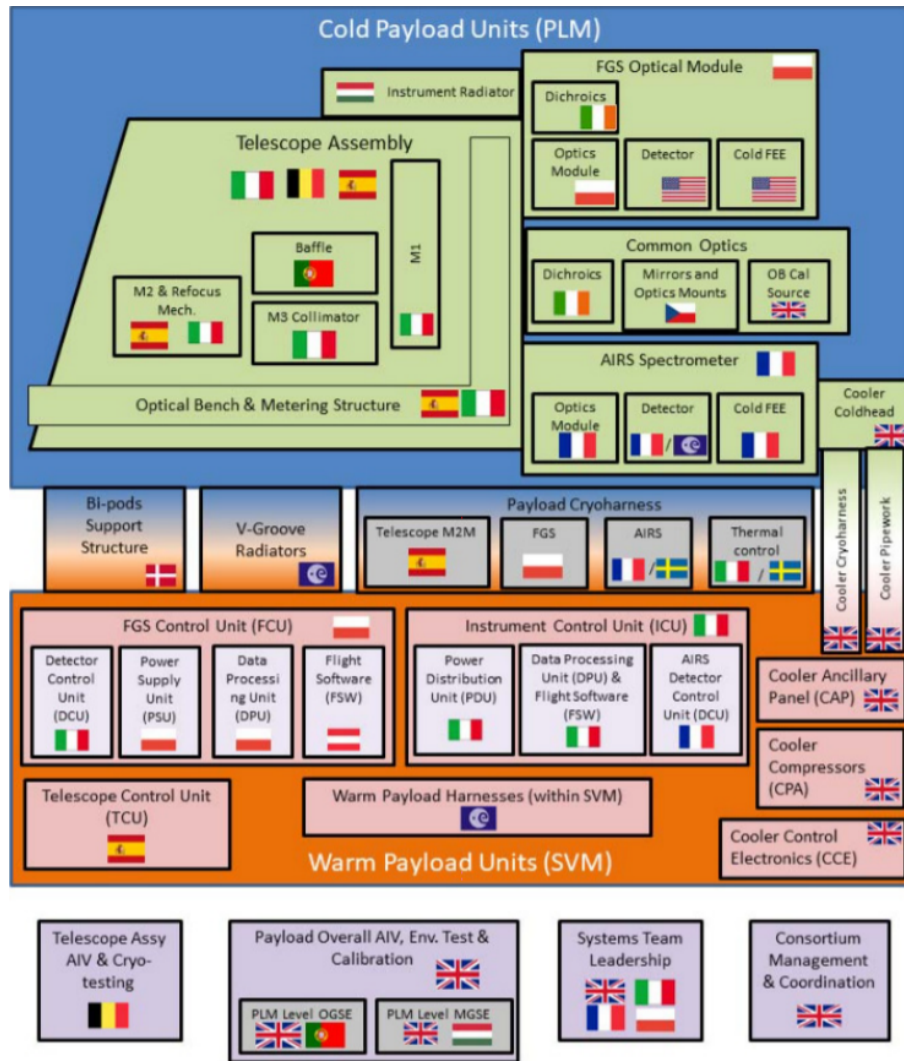 Cold Payload Units (PLM)
Instrument Radiator
FGS Optical Module
Dichroics
Optics
Module
Detector
Cold FEE
Telescope Assembly
M1
Baffle
M2 & Refocus
Mech.
M3 Collimator
Optical Bench & Metering Structure
Common Optics
Dichroics
Mirrors and
Optics Mounts
OB Cal
Source
AIRS Spectrometer
Optics
Module
Detector
/
Cold FEE
Cooler
Coldhead
Bi-pods
Support
Structure
V-Groove
Radiators
Payload Cryoharness
Telescope M2M
FGS
AIRS
/
Thermal
control
/
Cooler Cryoharness
Cooler Pipework
FGS Control Unit (FCU)
Detector
Control
Unit
(DCU)
Power
Supply
Unit
(PSU)
Data
Processi
ng Unit
(DPU)
Flight
Software
(FSW)
Instrument Control Unit (ICU)
Power
Distribution
Unit (PDU)
Data Processing
Unit (DPU) &
Flight Software
(FSW)
AIRS
Detector
Control
Unit (DCU)
Cooler Ancillary
Panel (CAP)
Cooler
Compressors
(CPA)
Cooler Control
Electronics (CCE)
Telescope Control Unit
(TCU)
Warm Payload Harnesses (within SVM)
Warm Payload Units (SVM)
Telescope Assy
AIV & Cryo-
testing
Payload Overall AIV, Env. Test &
Calibration
PLM Level OGSE
PLM Level MGSE
Systems Team
Leadership
Consortium
Management
& Coordination